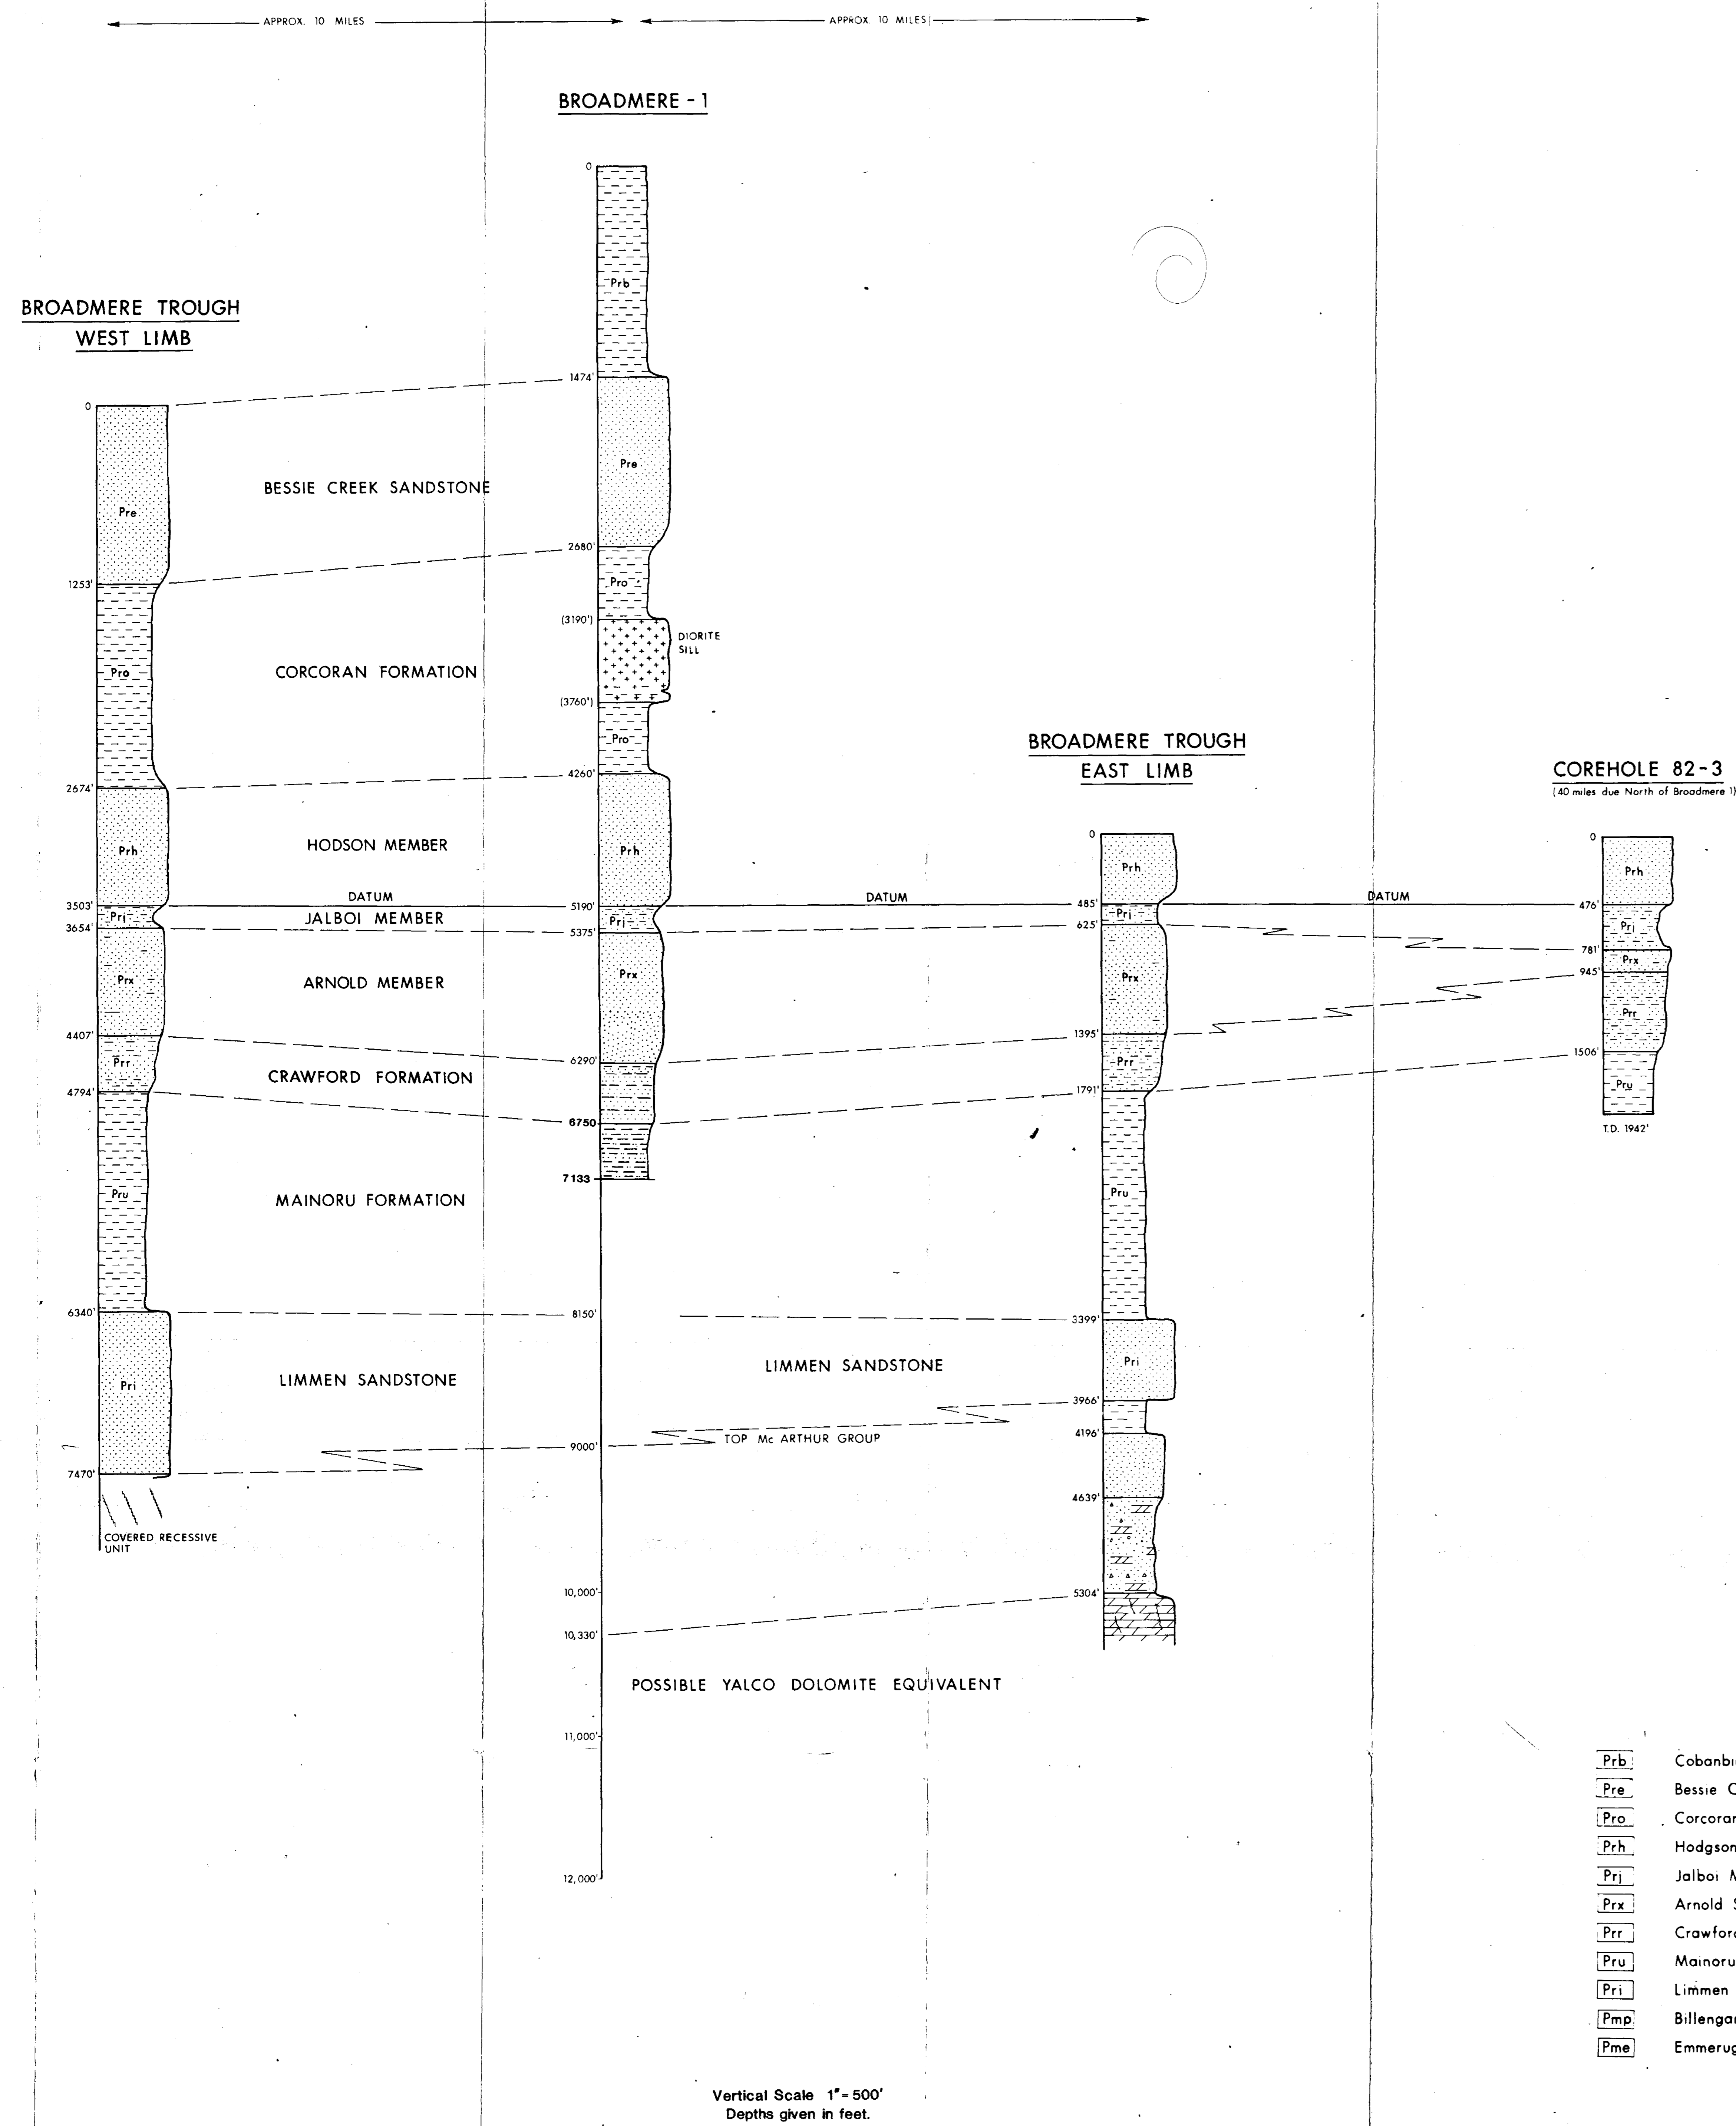 APPROX. 10 MILES
APPROX. 10 MILES
BROADMERE - 1
BROADMERE TROUGH
WEST LIMB
0
Pre
1253'
Pro
2674'
Prh
3503'
Prj
3654'
Prx
4407'
Prr
4794'
Pru
6340'
Pri
7470'
COVERED RECESSIVE
UNIT
BESSIE CREEK SANDSTONE
CORCORAN FORMATION
HODSON MEMBER
DATUM
JALBOI MEMBER
ARNOLD MEMBER
CRAWFORD FORMATION
MAINORU FORMATION
LIMMEN SANDSTONE
0
Prb
1474'
Pre
2680'
Pro
(3190')
DIORITE
SILL
(3760')
Pro
4260'
Prh
5190'
Prj
5375'
Prx
6290'
6750
7133
8150'
9000'
10,000'
10,330'
11,000'
12,000'
DATUM
LIMMEN SANDSTONE
TOP Mc ARTHUR GROUP
POSSIBLE YALCO DOLOMITE EQUIVALENT
BROADMERE TROUGH
EAST LIMB
0
Prh
485'
Prj
625'
Prx
1395'
Prr
1791'
Pru
3399'
Pri
3966'
4196'
4639'
5304'
DATUM
COREHOLE 82-3
(40 miles due North of Broadmere 1)
0
Prh
476'
Prj
781'
Prx
945'
Prr
1506'
Pru
T.D. 1942'
Prb Cobanbi
Pre Bessie C
Pro Corcoran
Prh Hodgson
Prj Jalboi M
Prx Arnold S
Prr Crawford
Pru Mainoru
Pri Limmen
Pmp Billengar
Pme Emmerug
Vertical Scale 1" = 500'
Depths given in feet.